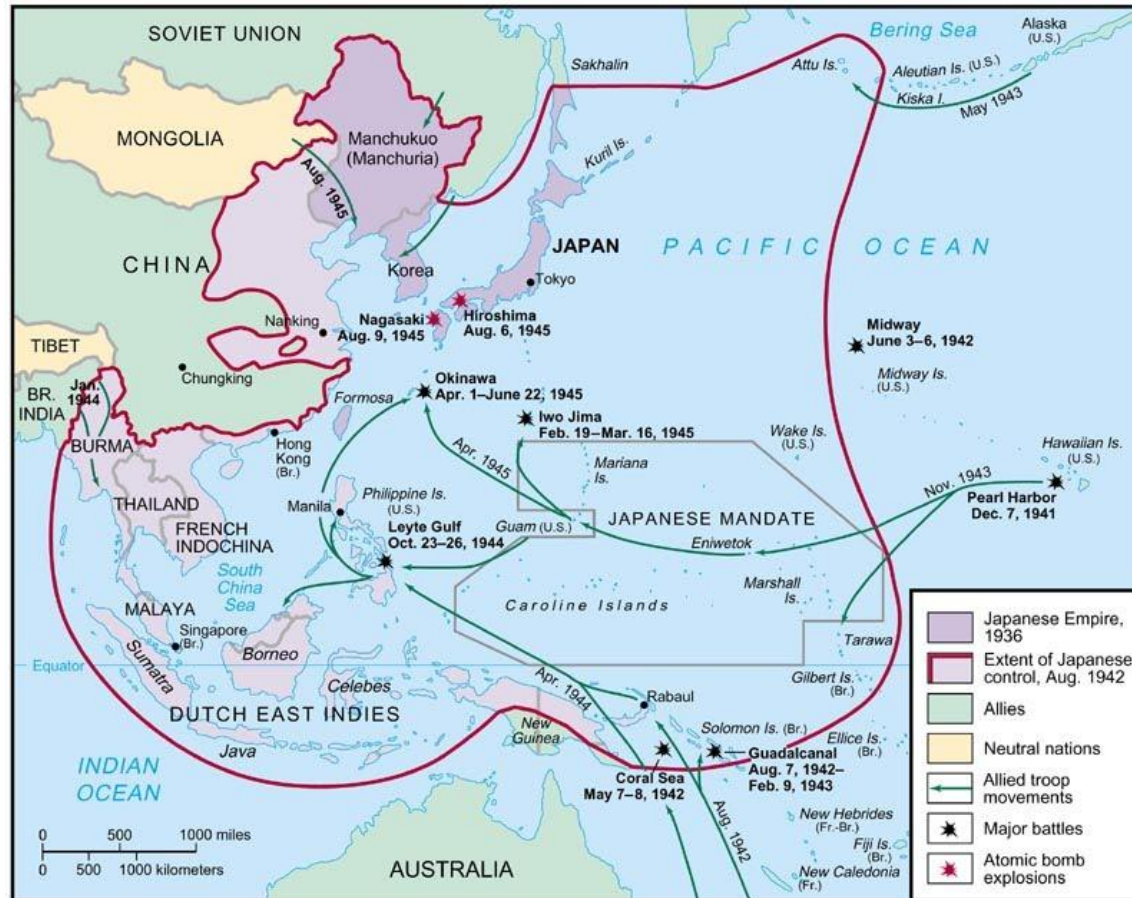 SOVIET UNION
Bering Sea
Alaska
(U.S.)
Sakhalin
Attu Is.
Aleutian Is. (U.S.)
Kiska I.
May 1943
MONGOLIA
Manchukuo
(Manchuria)
Kuril Is.
Aug. 1945
JAPAN
PACIFIC OCEAN
CHINA
Korea
Tokyo
Nagasaki
Aug. 9, 1945
Hiroshima
Aug. 6, 1945
Nanking
Midway
June 3–6, 1942
TIBET
Midway Is.
(U.S.)
Chungking
BR.
INDIA
Jan.
1944
Formosa
Okinawa
Apr. 1–June 22, 1945
Iwo Jima
Feb. 19–Mar. 16, 1945
Wake Is.
(U.S.)
Hawaiian Is.
(U.S.)
BURMA
Hong
Kong
(Br.)
Apr. 1945
Mariana
Is.
Nov. 1943
Pearl Harbor
Dec. 7, 1941
THAILAND
Manila
Philippine Is.
(U.S.)
FRENCH
INDOCHINA
Leyte Gulf
Oct. 23–26, 1944
Guam (U.S.)
JAPANESE MANDATE
Eniwetok
South
China
Sea
Marshall
Is.
Caroline Islands
MALAYA
Singapore
(Br.)
Tarawa
Equator
Sumatra
Borneo
Celebes
Apr. 1944
Rabaul
Gilbert Is.
(Br.)
DUTCH EAST INDIES
New
Guinea
Solomon Is. (Br.)
Ellice Is.
(Br.)
Java
Guadalcanal
Aug. 7, 1942–
Feb. 9, 1943
Coral Sea
May 7–8, 1942
INDIAN
OCEAN
Aug. 1942
New Hebrides
(Fr.-Br.)
Fiji Is.
(Br.)
New Caledonia
(Fr.)
AUSTRALIA
0 500 1000 miles
0 500 1000 kilometers
Japanese Empire,
1936
Extent of Japanese
control, Aug. 1942
Allies
Neutral nations
Allied troop
movements
Major battles
Atomic bomb
explosions